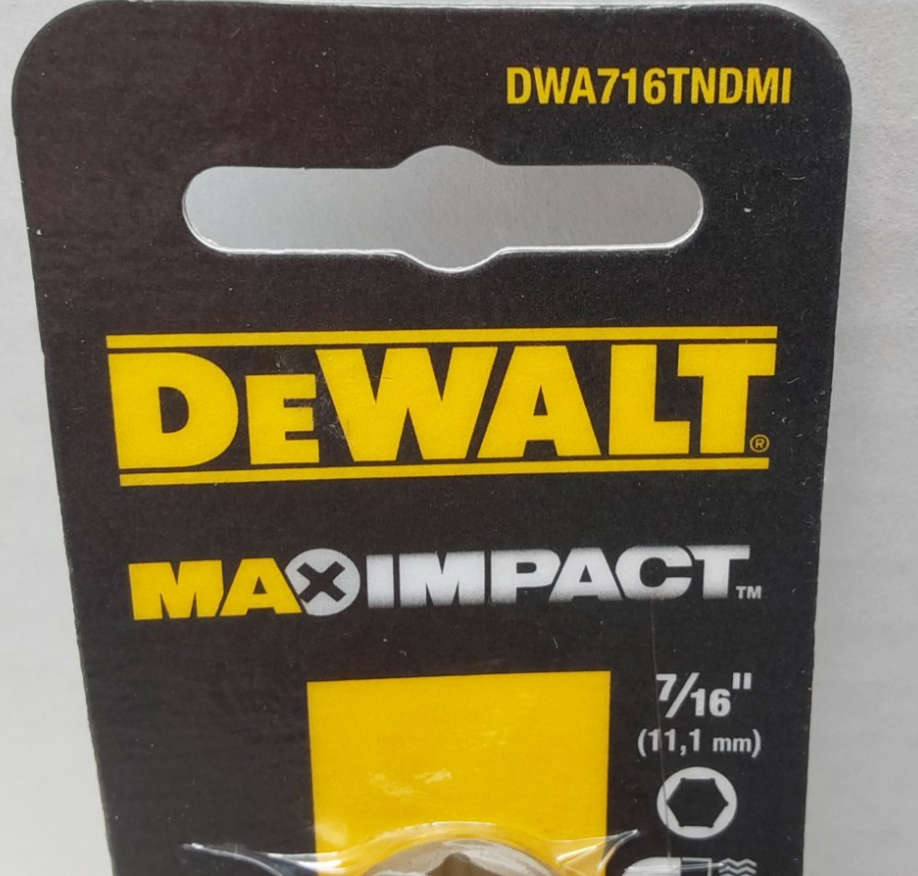 DWA716TNDMI
DEWALT®
MAXIMPACT™
7/16"
(11,1 mm)